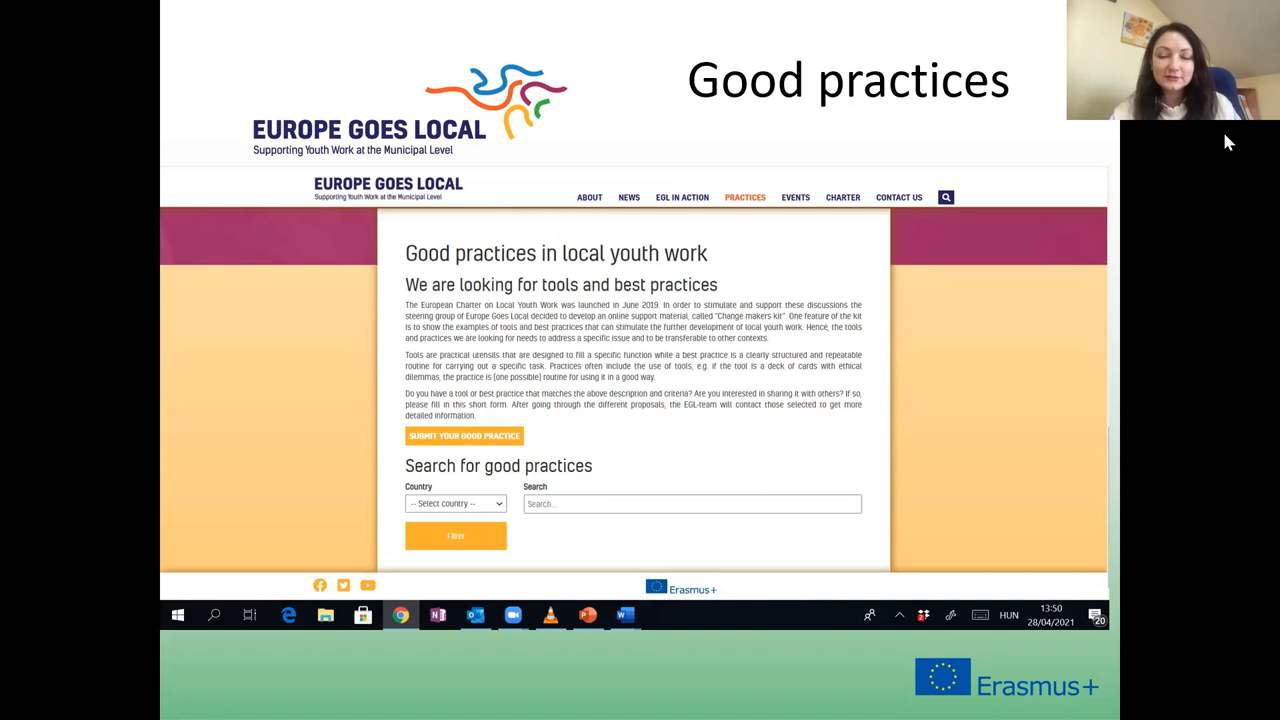 Good practices
EUROPE GOES LOCAL
Supporting Youth Work at the Municipal Level
EUROPE GOES LOCAL
Supporting Youth Work at the Municipal Level
ABOUT NEWS EGL IN ACTION PRACTICES EVENTS CHARTER CONTACT US
Good practices in local youth work
We are looking for tools and best practices
The European Charter on Local Youth Work was launched in June 2019. In order to stimulate and support these discussions the
steering group of Europe Goes Local decided to develop an online support material, called "Change makers kit". One feature of the kit
is to show the examples of tools and best practices that can stimulate the further development of local youth work. Hence, the tools
and practices we are looking for needs to address a specific issue and to be transferable to other contexts.
Tools are practical utensils that are designed to fill a specific function while a best practice is a clearly structured and repeatable
routine for carrying out a specific task. Practices often include the use of tools, e.g. if the tool is a deck of cards with ethical
dilemmas, the practice is (one possible) routine for using it in a good way.
Do you have a tool or best practice that matches the above description and criteria? Are you interested in sharing it with others? If so,
please fill in this short form. After going through the different proposals, the EGL-team will contact those selected to get more
detailed information.
SUBMIT YOUR GOOD PRACTICE
Search for good practices
Country Search
-- Select country -- Search...
Filter
Erasmus+
HUN 13:50
28/04/2021 20
Erasmus+